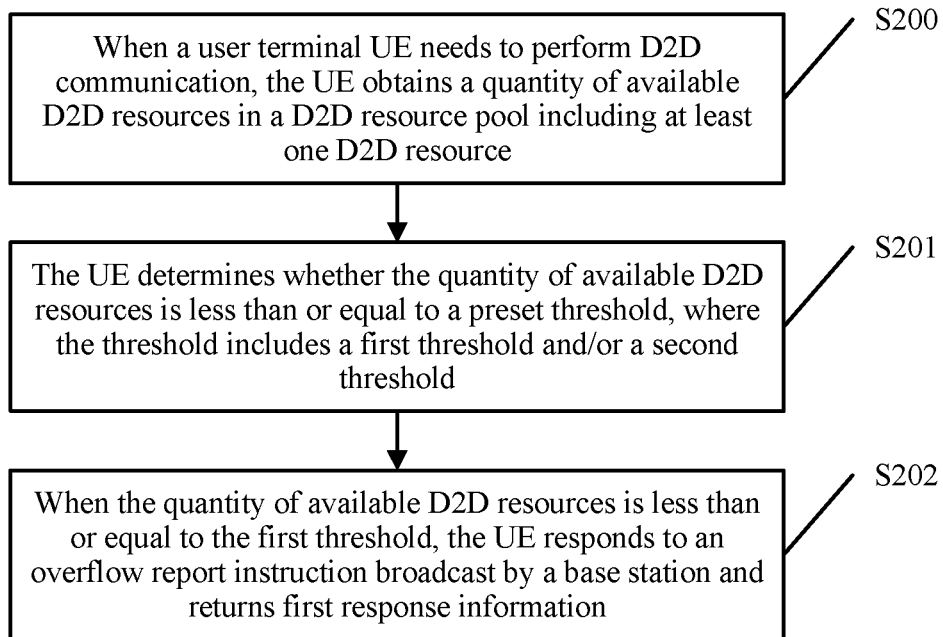 When a user terminal UE needs to perform D2D
communication, the UE obtains a quantity of available
D2D resources in a D2D resource pool including at least
one D2D resource
S200
The UE determines whether the quantity of available D2D
resources is less than or equal to a preset threshold, where
the threshold includes a first threshold and/or a second
threshold
S201
When the quantity of available D2D resources is less than
or equal to the first threshold, the UE responds to an
overflow report instruction broadcast by a base station and
returns first response information
S202